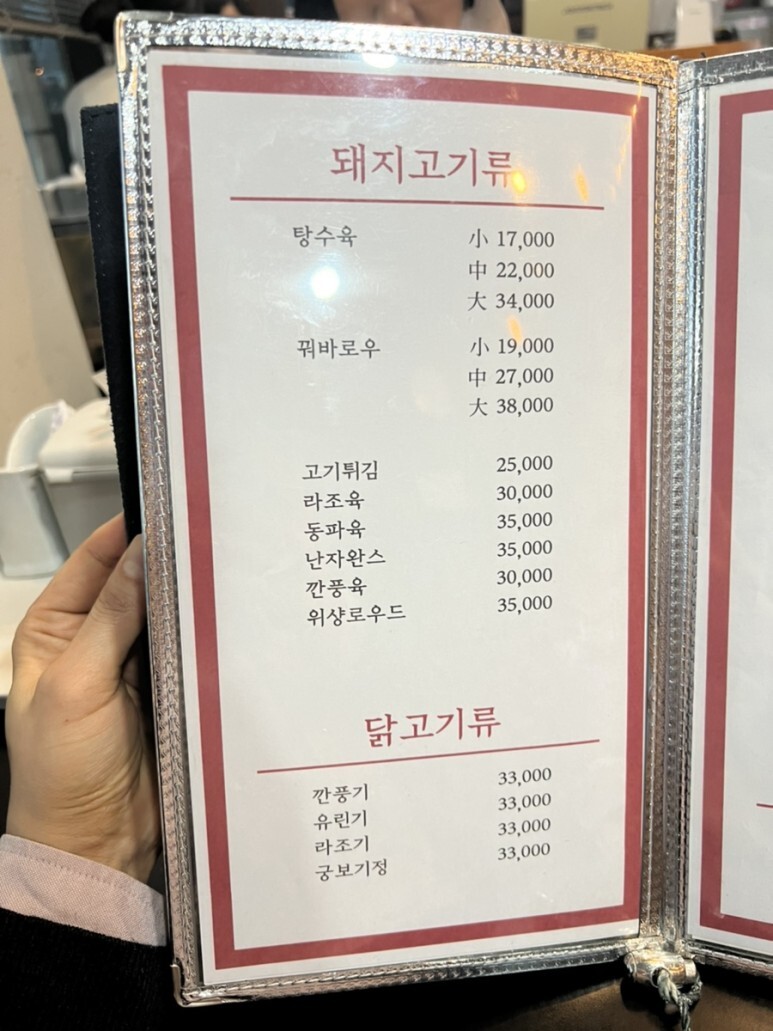 돼지고기류
탕수육 小 17,000
中 22,000
大 34,000
꿔바로우 小 19,000
中 27,000
大 38,000
고기튀김 25,000
라조육 30,000
동파육 35,000
난자완스 35,000
깐풍육 30,000
위샹로우드 35,000
닭고기류
깐풍기 33,000
유린기 33,000
라조기 33,000
궁보기정 33,000